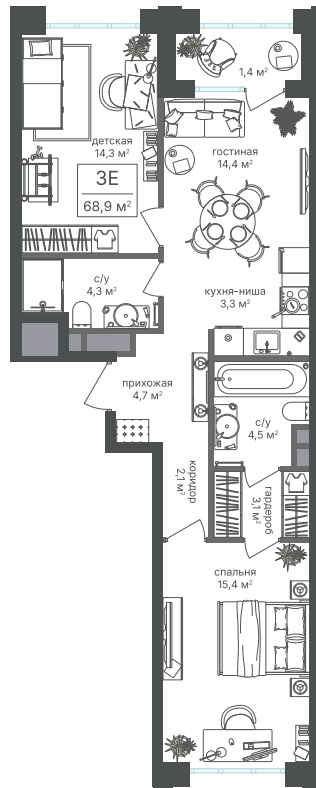 1,4 м²
детская
14,3 м²
гостиная
14,4 м²
3Е
68,9 м²
с/у
4,3 м²
кухня-ниша
3,3 м²
прихожая
4,7 м²
с/у
4,5 м²
коридор
2,1 м²
гардероб
3,1 м²
спальня
15,4 м²